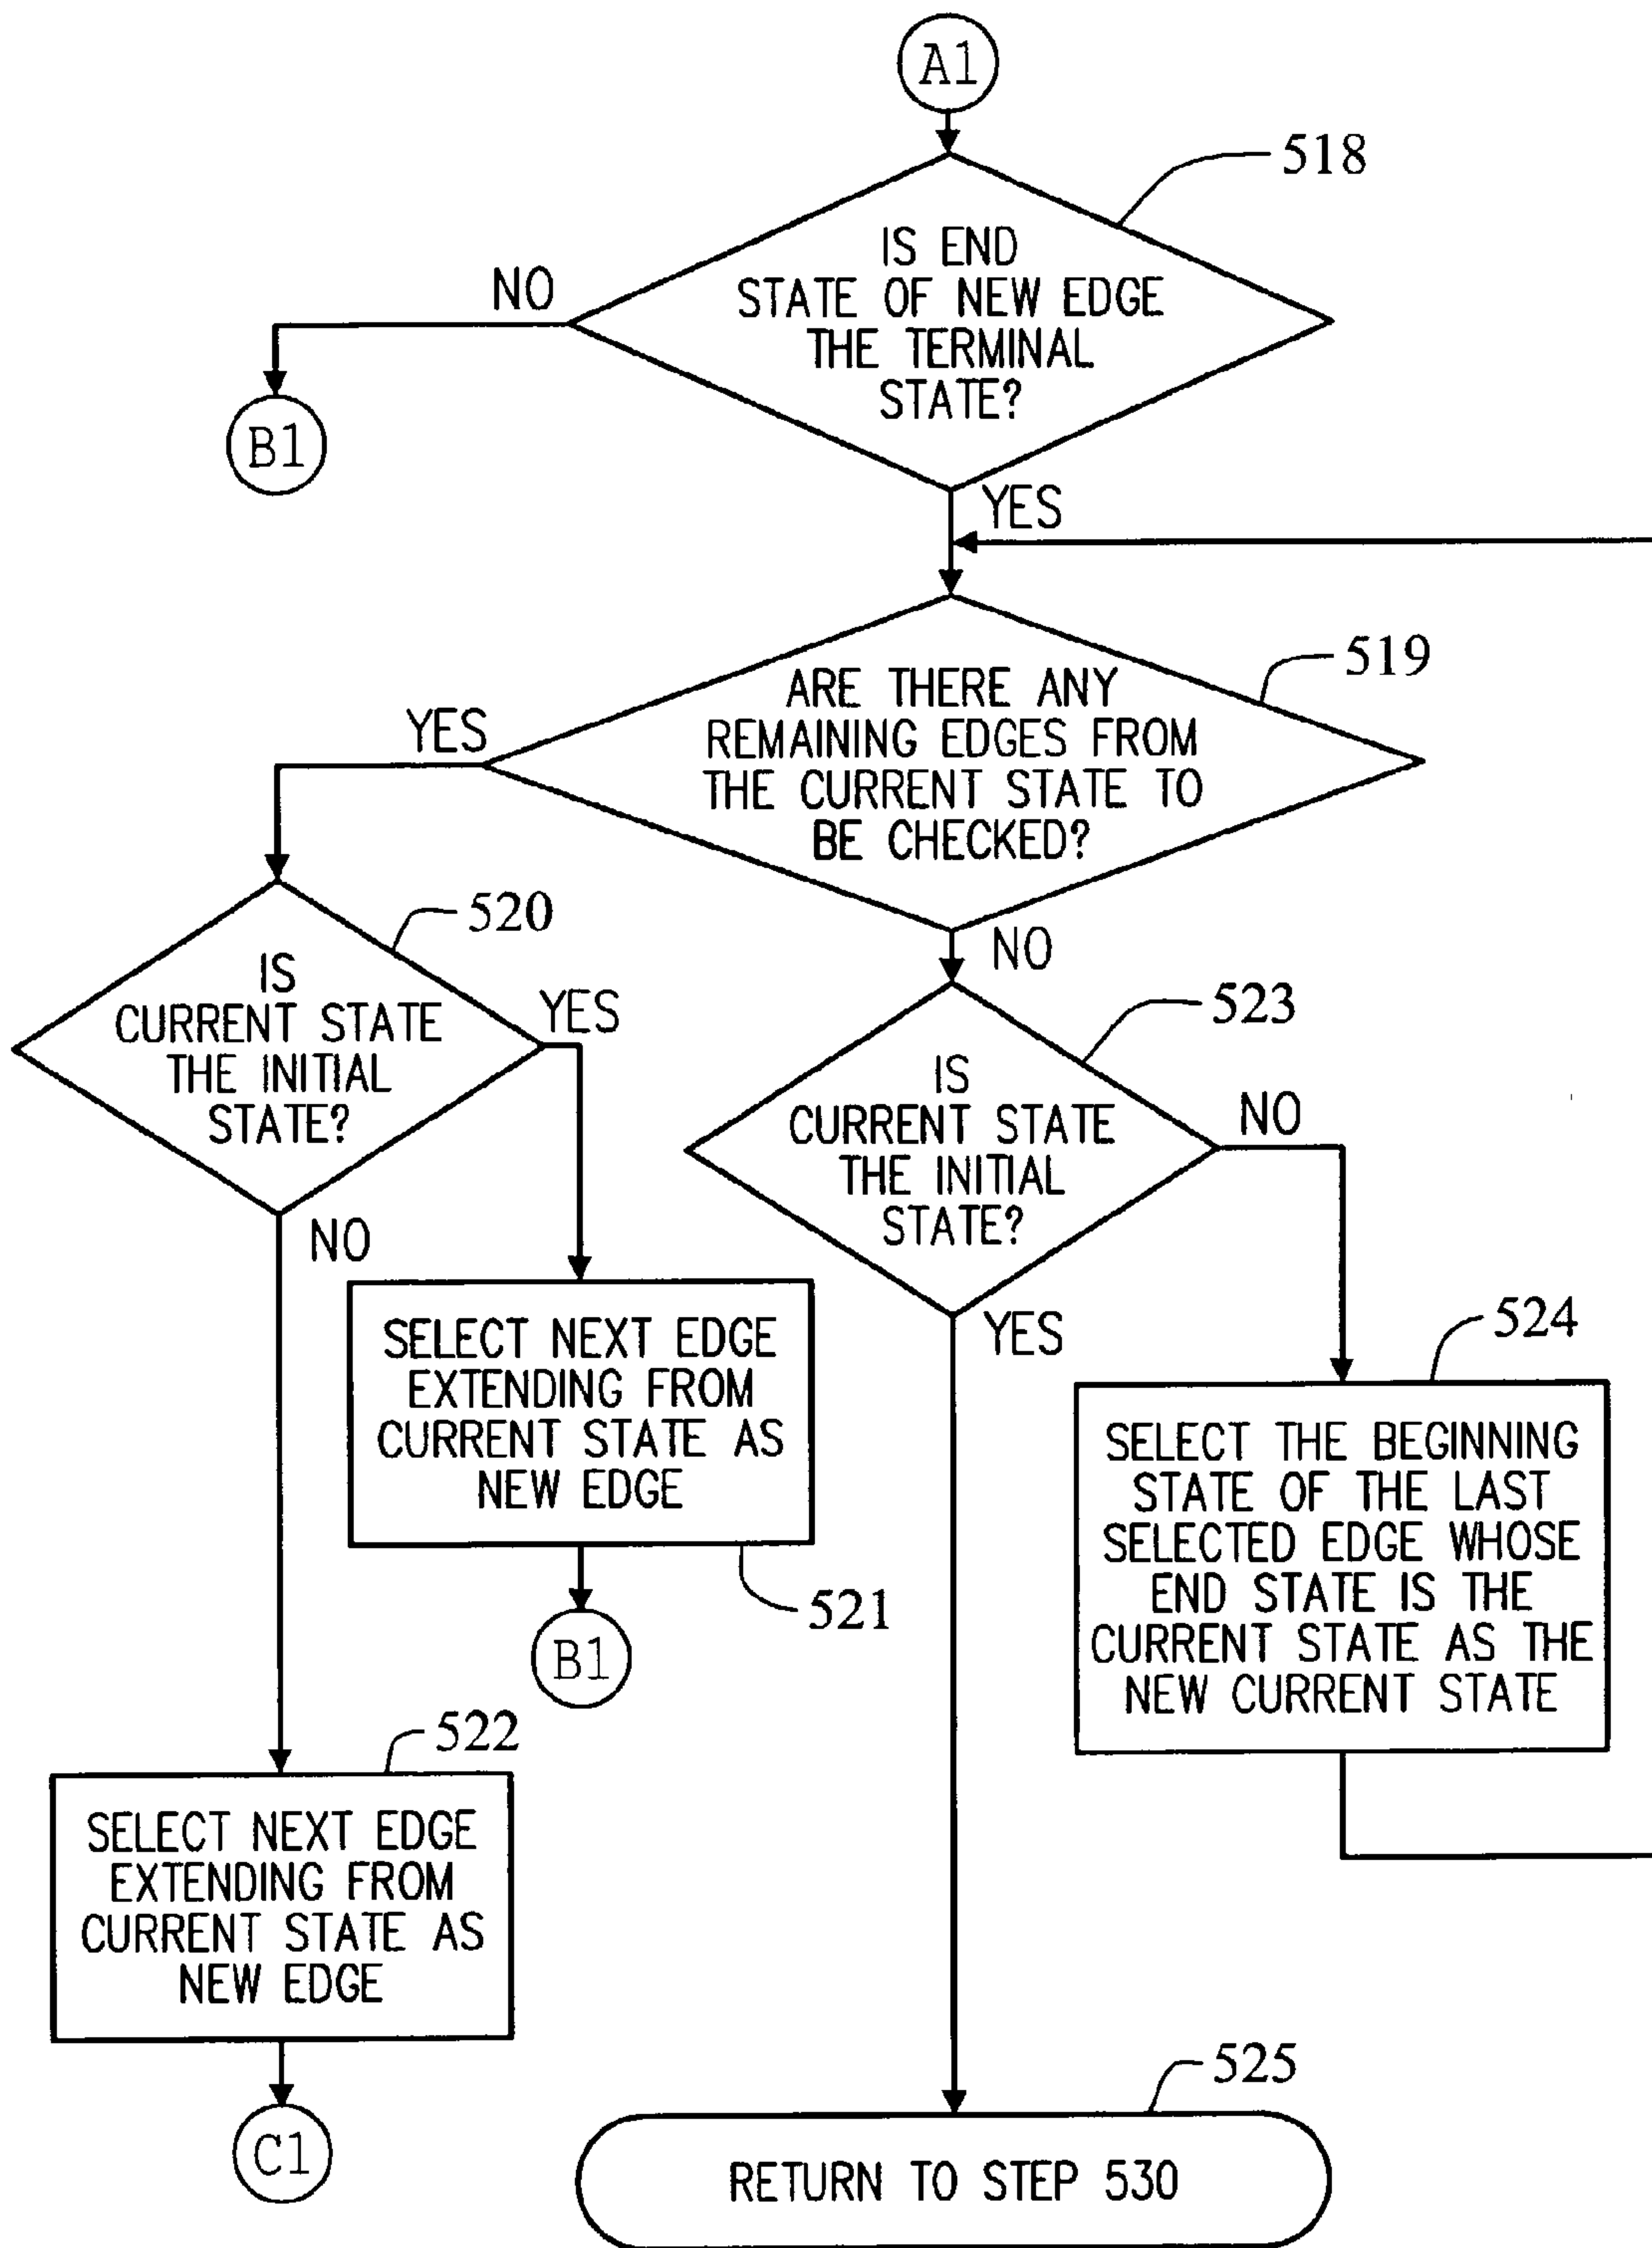 A1
518
IS END
STATE OF NEW EDGE
THE TERMINAL
STATE?
NO
B1
YES
519
ARE THERE ANY
REMAINING EDGES FROM
THE CURRENT STATE TO
BE CHECKED?
YES
NO
520
IS
CURRENT STATE
THE INITIAL
STATE?
YES
NO
523
IS
CURRENT STATE
THE INITIAL
STATE?
NO
YES
SELECT NEXT EDGE
EXTENDING FROM
CURRENT STATE AS
NEW EDGE
521
B1
524
SELECT THE BEGINNING
STATE OF THE LAST
SELECTED EDGE WHOSE
END STATE IS THE
CURRENT STATE AS THE
NEW CURRENT STATE
522
SELECT NEXT EDGE
EXTENDING FROM
CURRENT STATE AS
NEW EDGE
C1
525
RETURN TO STEP 530